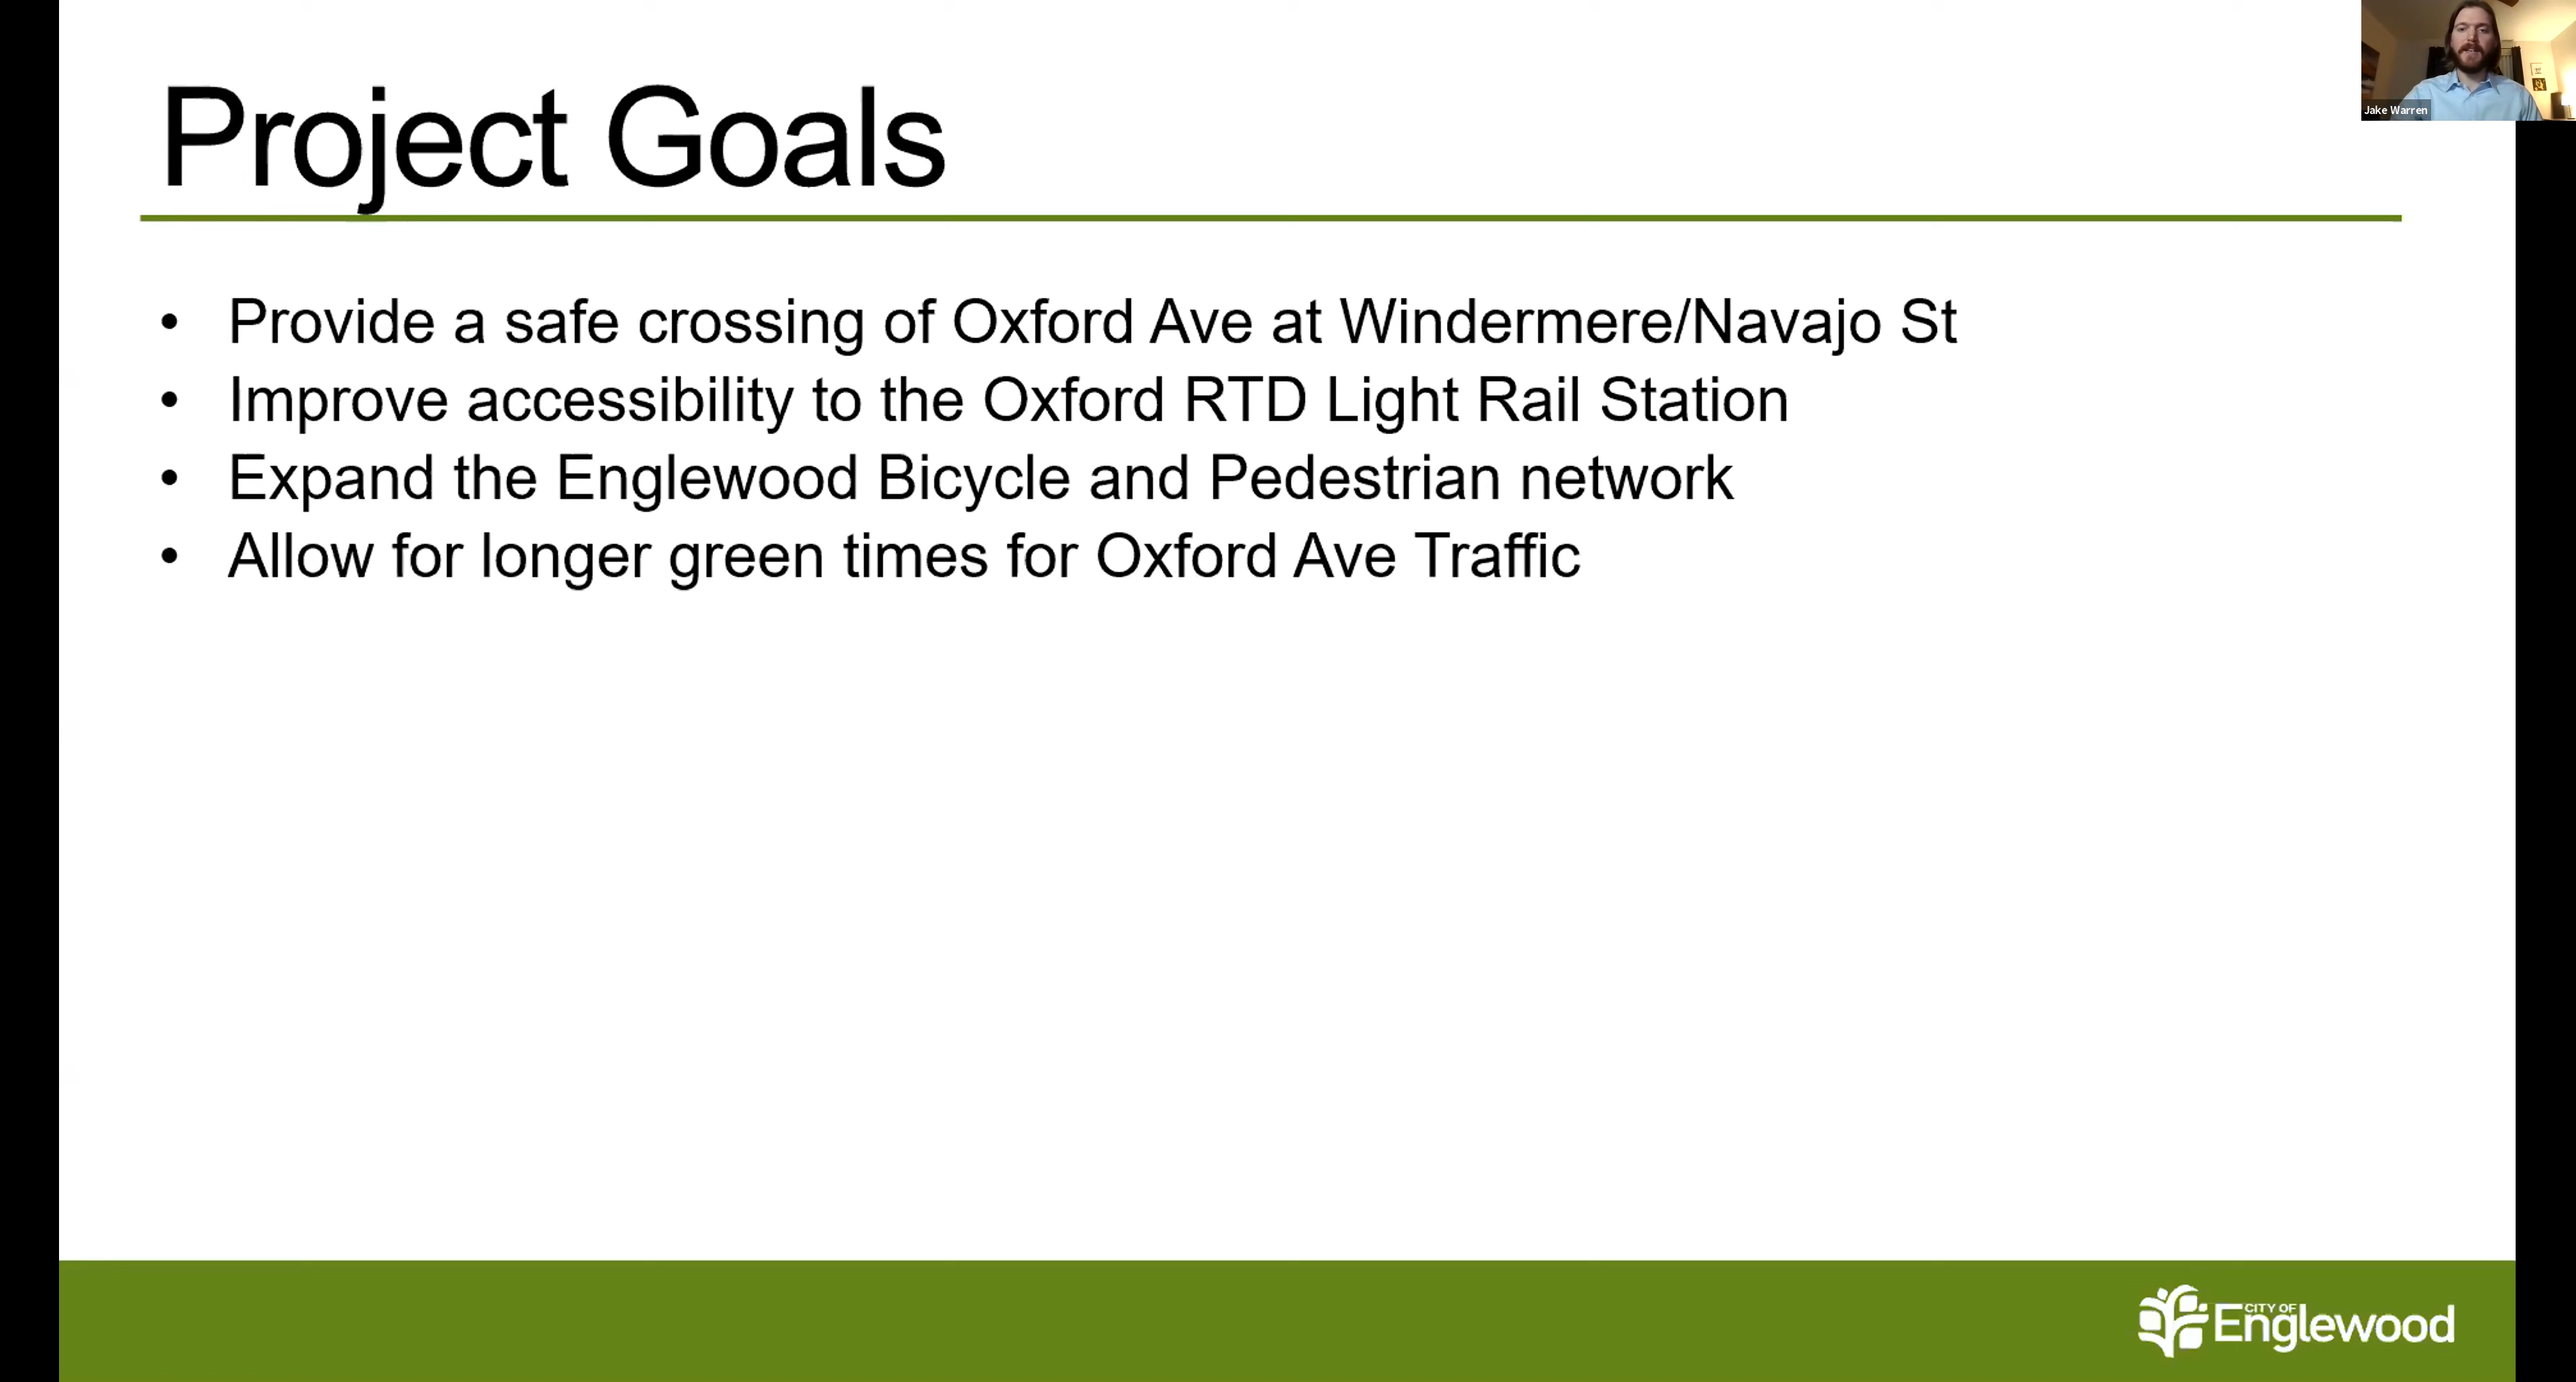 Project Goals
Jake Warren
• Provide a safe crossing of Oxford Ave at Windermere/Navajo St
• Improve accessibility to the Oxford RTD Light Rail Station
• Expand the Englewood Bicycle and Pedestrian network
• Allow for longer green times for Oxford Ave Traffic
CITY OF
Englewood